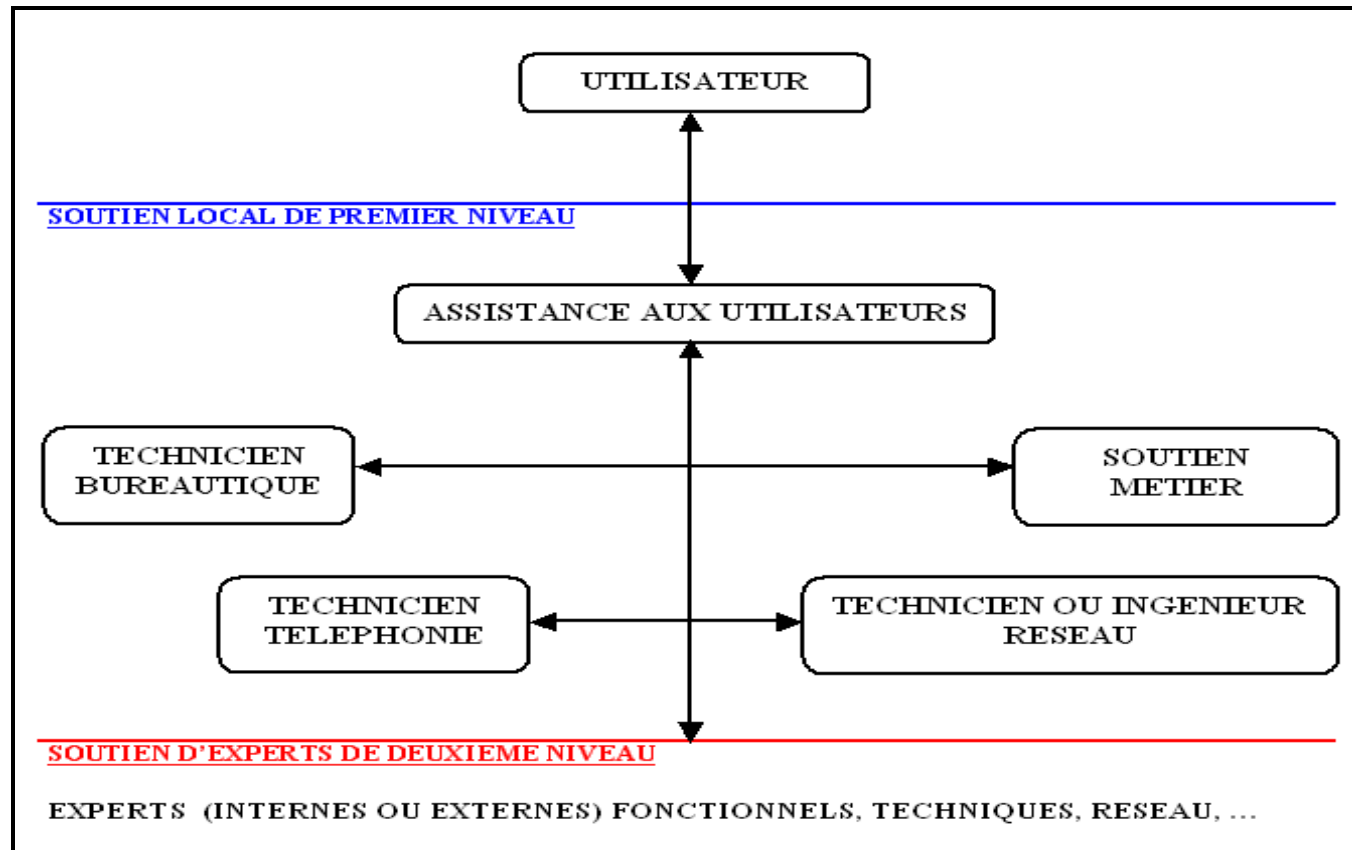 UTILISATEUR
SOUTIEN LOCAL DE PREMIER NIVEAU
ASSISTANCE AUX UTILISATEURS
TECHNICIEN
BUREAUTIQUE
SOUTIEN
METIER
TECHNICIEN
TELEPHONIE
TECHNICIEN OU INGENIEUR
RESEAU
SOUTIEN D'EXPERTS DE DEUXIEME NIVEAU
EXPERTS (INTERNES OU EXTERNES) FONCTIONNELS, TECHNIQUES, RESEAU, …